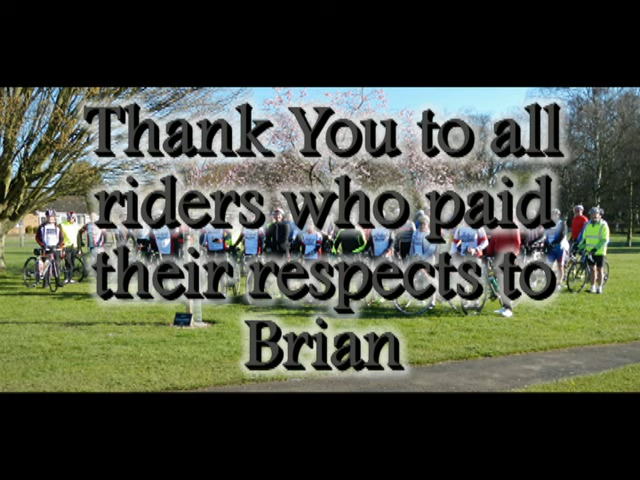 Thank You to all
riders who paid
their respects to
Brian